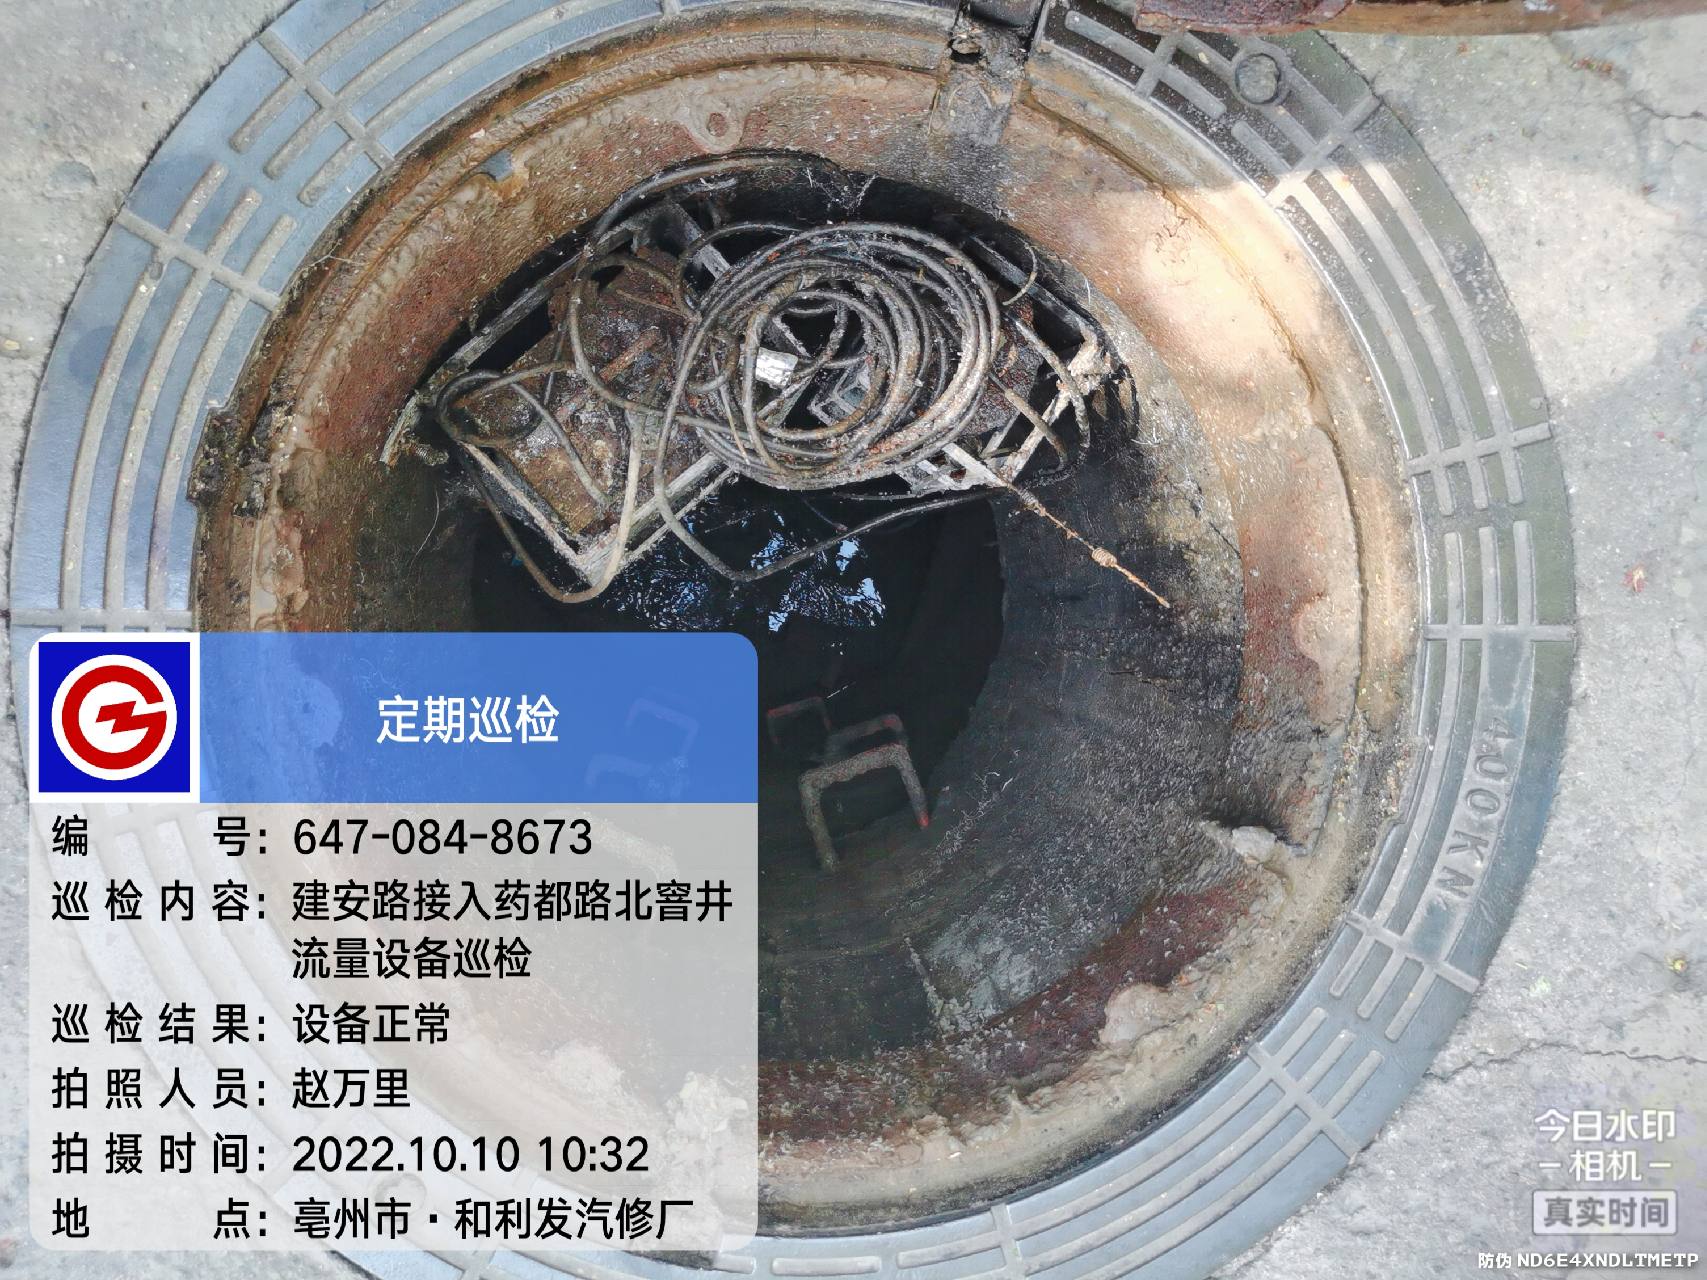 400KN
定期巡检
编号：647-084-8673
巡检内容：建安路接入药都路北窨井
流量设备巡检
巡检结果：设备正常
拍照人员：赵万里
拍摄时间：2022.10.10 10:32
地点：亳州市·和利发汽修厂
今日水印
-相机-
真实时间
防伪 ND6E4XNDLTMETP